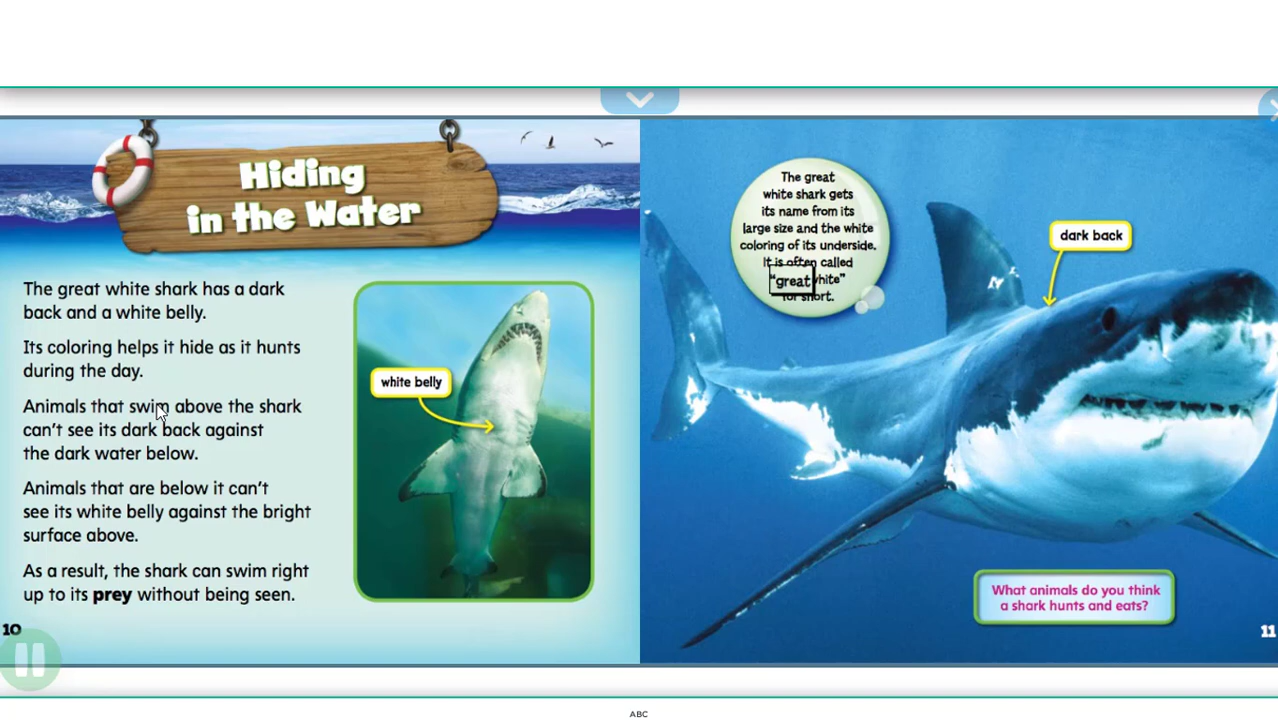 Hiding
in the Water
The great white shark has a dark
back and a white belly.
Its coloring helps it hide as it hunts
during the day.
Animals that swim above the shark
can't see its dark back against
the dark water below.
Animals that are below it can't
see its white belly against the bright
surface above.
As a result, the shark can swim right
up to its prey without being seen.
10
white belly
The great
white shark gets
its name from its
large size and the white
coloring of its underside.
It is often called
"great white"
for short.
dark back
What animals do you think
a shark hunts and eats?
11
ABC